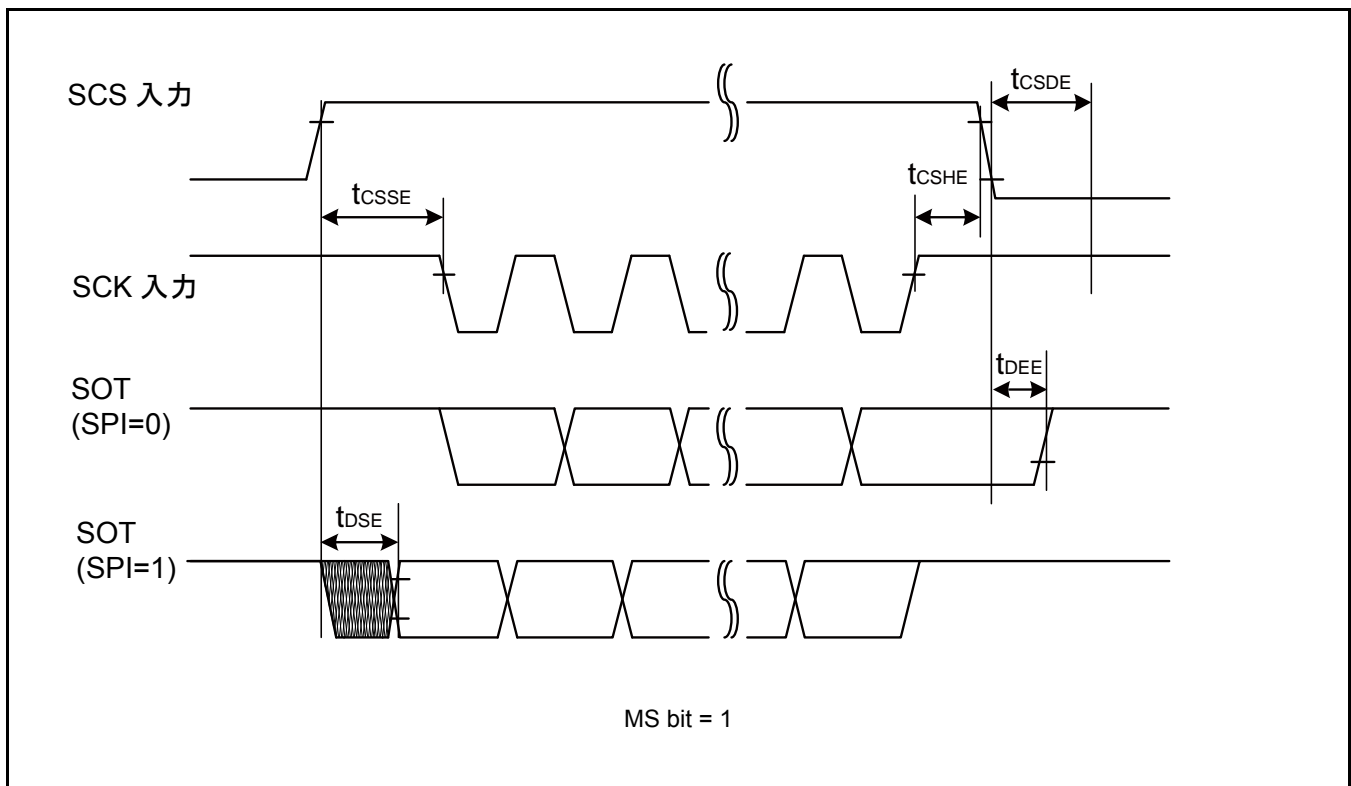 SCS 入力
tCSDE
tCSHE
tCSSE
SCK 入力
tDEE
SOT
(SPI=0)
tDSE
SOT
(SPI=1)
MS bit = 1